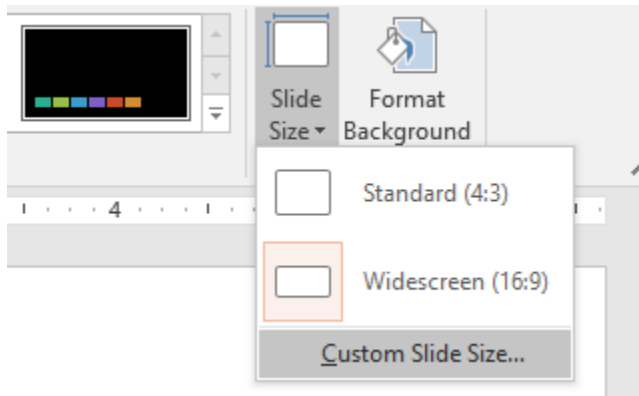 Slide
Size
Format
Background
4
Standard (4:3)
Widescreen (16:9)
Custom Slide Size...